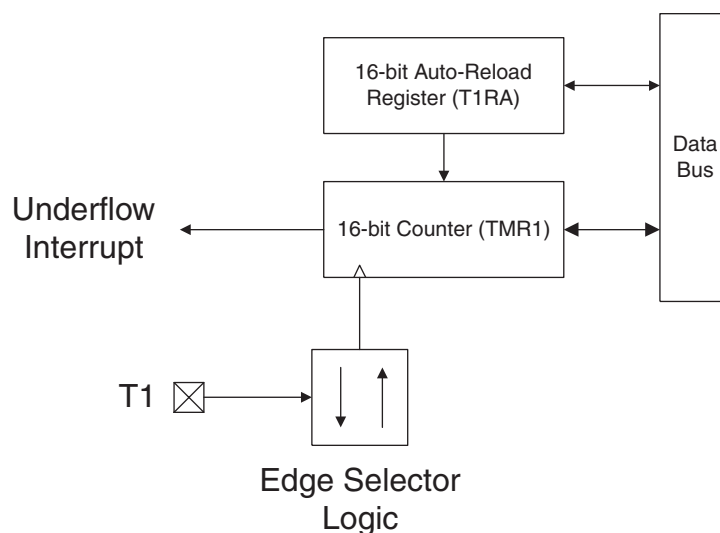 16-bit Auto-Reload
Register (T1RA)
Data
Bus
Underflow
Interrupt
16-bit Counter (TMR1)
T1
Edge Selector
Logic